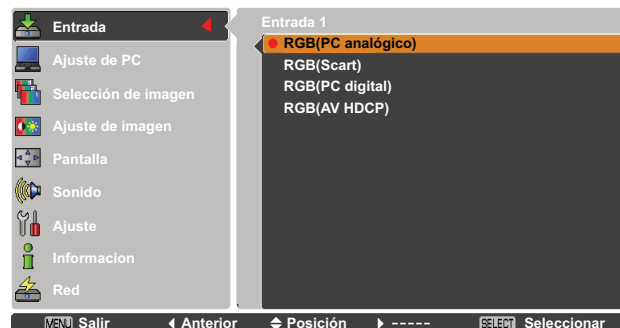 Entrada
Ajuste de PC
Selección de imagen
Ajuste de imagen
Pantalla
Sonido
Ajuste
Informacion
Red
Entrada 1
RGB(PC analógico)
RGB(Scart)
RGB(PC digital)
RGB(AV HDCP)
MENU Salir Anterior Posición ----- SELECT Seleccionar